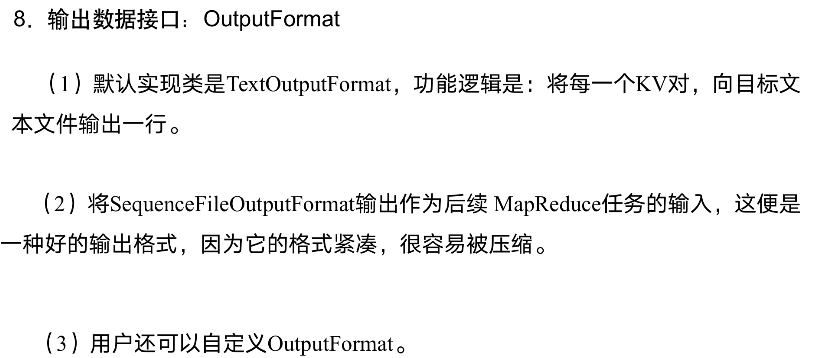 8．输出数据接口：OutputFormat
（1）默认实现类是TextOutputFormat，功能逻辑是：将每一个KV对，向目标文
本文件输出一行。
（2）将SequenceFileOutputFormat输出作为后续 MapReduce任务的输入，这便是
一种好的输出格式，因为它的格式紧凑，很容易被压缩。
（3）用户还可以自定义OutputFormat。